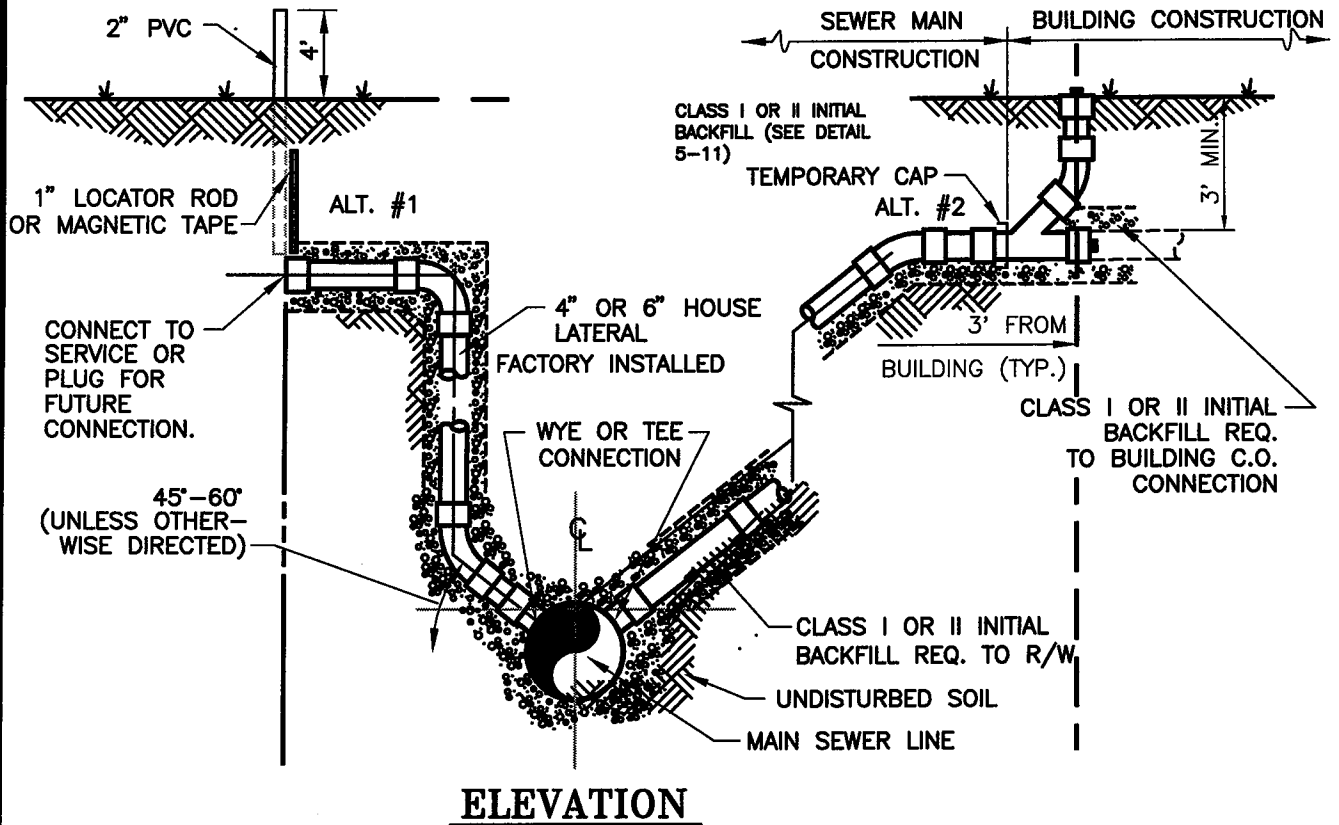 2" PVC
4'
SEWER MAIN
CONSTRUCTION
BUILDING CONSTRUCTION
CLASS I OR II INITIAL
BACKFILL (SEE DETAIL
5-11)
TEMPORARY CAP
ALT. #2
3' MIN.
1" LOCATOR ROD
OR MAGNETIC TAPE
ALT. #1
CONNECT TO
SERVICE OR
PLUG FOR
FUTURE
CONNECTION.
4" OR 6" HOUSE
LATERAL
FACTORY INSTALLED
3' FROM
BUILDING (TYP.)
CLASS I OR II INITIAL
BACKFILL REQ.
TO BUILDING C.O.
CONNECTION
WYE OR TEE
CONNECTION
45°-60°
(UNLESS OTHER-
WISE DIRECTED)
CL
CLASS I OR II INITIAL
BACKFILL REQ. TO R/W
UNDISTURBED SOIL
MAIN SEWER LINE
ELEVATION